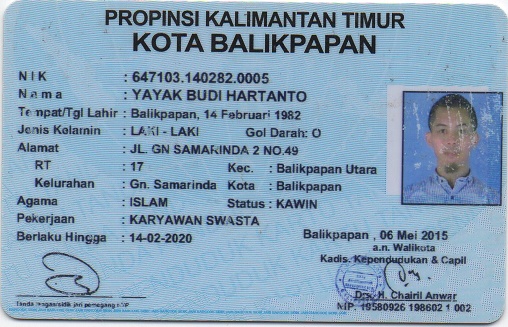 PROPINSI KALIMANTAN TIMUR
KOTA BALIKPAPAN
NIK : 647103.140282.0005
Nama : YAYAK BUDI HARTANTO
Tempat/Tgl Lahir : Balikpapan, 14 Februari 1982
Jenis Kelamin : LAKI - LAKI Gol Darah: O
Alamat : JL. GN SAMARINDA 2 NO.49
RT : 17 Kec. : Balikpapan Utara
Kelurahan : Gn. Samarinda Kota : Balikpapan
Agama : ISLAM Status : KAWIN
Pekerjaan : KARYAWAN SWASTA
Berlaku Hingga : 14-02-2020
Balikpapan , 06 Mei 2015
a.n. Walikota
Kadis. Kependudukan & Capil
Drs. H. Chairil Anwar
NIP. 19580926 198602 1 002
Tanda tangan/sidik jari pemegang KTP